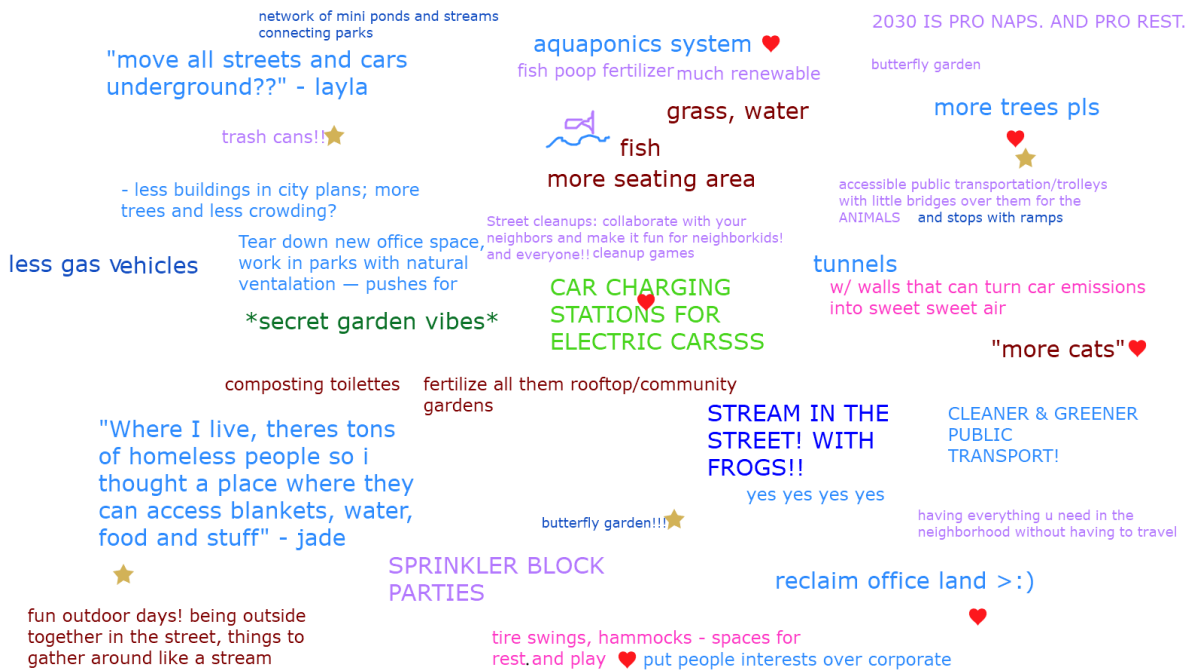 network of mini ponds and streams
connecting parks
2030 IS PRO NAPS. AND PRO REST.
"move all streets and cars
underground??" - layla
aquaponics system
fish poop fertilizer
much renewable
butterfly garden
grass, water
more trees pls
trash cans!!
fish
more seating area
- less buildings in city plans; more
trees and less crowding?
accessible public transportation/trolleys
with little bridges over them for the
ANIMALS
and stops with ramps
Street cleanups: collaborate with your
neighbors and make it fun for neighborkids!
and everyone!!
cleanup games
Tear down new office space,
work in parks with natural
ventalation — pushes for
less gas vehicles
tunnels
w/ walls that can turn car emissions
into sweet sweet air
CAR CHARGING
STATIONS FOR
ELECTRIC CARSSS
*secret garden vibes*
"more cats"
composting toilettes
fertilize all them rooftop/community
gardens
STREAM IN THE
STREET! WITH
FROGS!!
CLEANER & GREENER
PUBLIC
TRANSPORT!
"Where I live, theres tons
of homeless people so i
thought a place where they
can access blankets, water,
food and stuff" - jade
yes yes yes yes
butterfly garden!!!
having everything u need in the
neighborhood without having to travel
SPRINKLER BLOCK
PARTIES
reclaim office land >:)
fun outdoor days! being outside
together in the street, things to
gather around like a stream
tire swings, hammocks - spaces for
rest.and play
put people interests over corporate